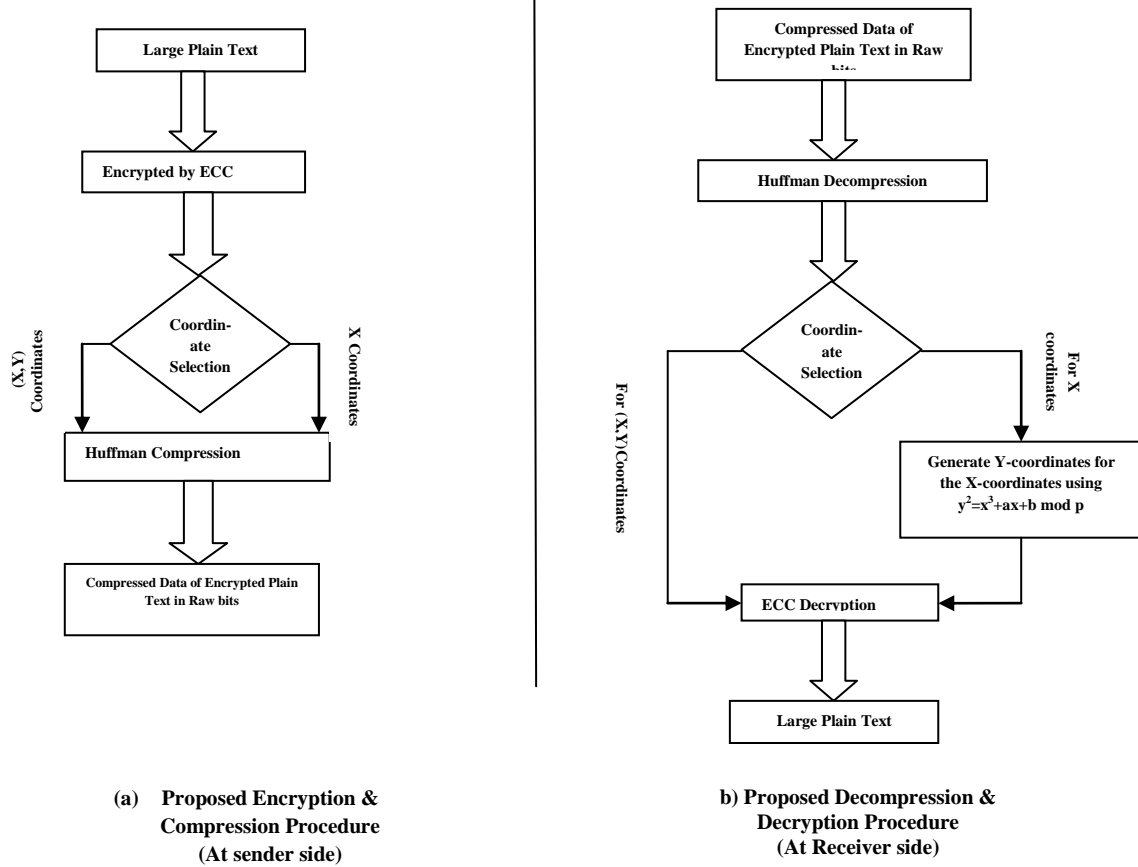 Large Plain Text
Encrypted by ECC
Coordin-
ate
Selection
(X,Y)
Coordinates
X Coordinates
Huffman Compression
Compressed Data of Encrypted Plain
Text in Raw bits
(a) Proposed Encryption &
Compression Procedure
(At sender side)
Compressed Data of
Encrypted Plain Text in Raw
bits
Huffman Decompression
Coordin-
ate
Selection
For (X,Y)Coordinates
For X
coordinates
Generate Y-coordinates for
the X-coordinates using
y²=x³+ax+b mod p
ECC Decryption
Large Plain Text
b) Proposed Decompression &
Decryption Procedure
(At Receiver side)